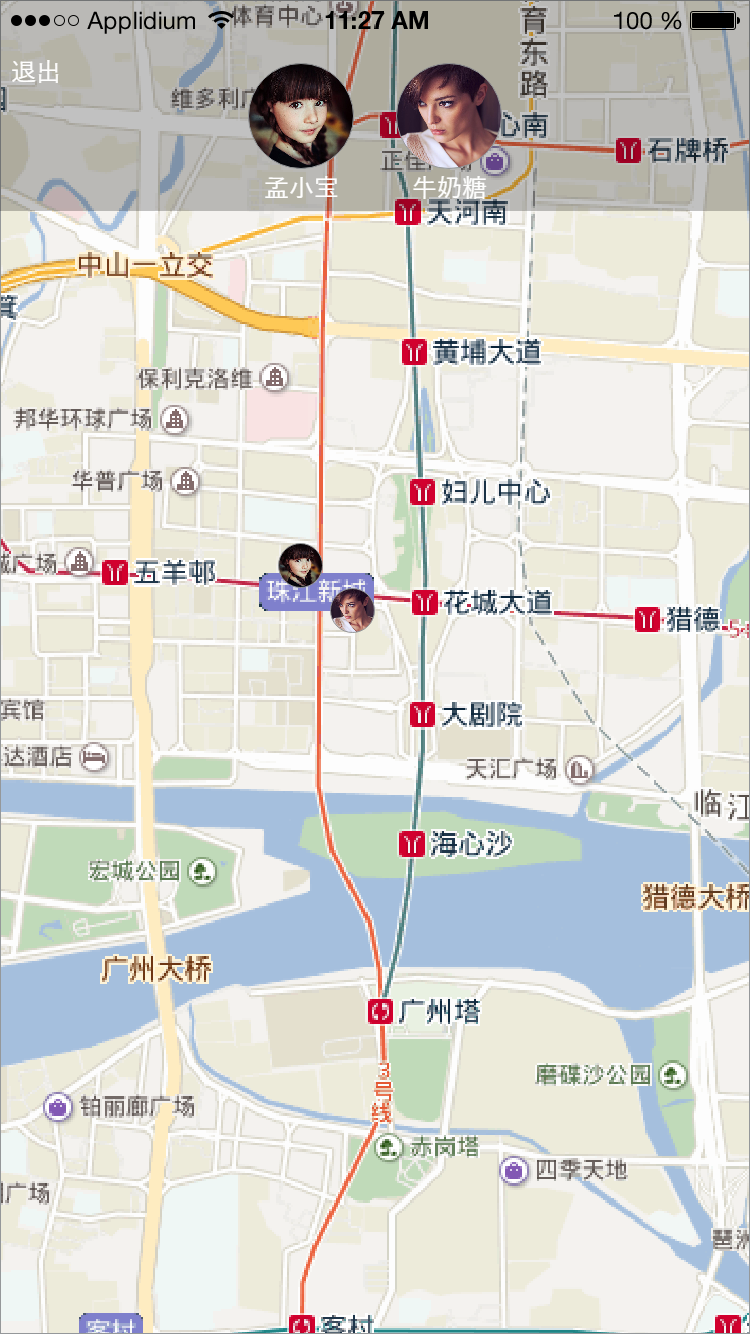 Applidium
11:27 AM
100 %
体育中心
育东路
退出
维多利广
心南
石牌桥
孟小宝
牛奶糖
天河南
中山一立交
黄埔大道
保利克洛维
邦华环球广场
华普广场
妇儿中心
广场
五羊邨
珠江新城
花城大道
猎德
大剧院
宾馆
达酒店
天汇广场
临江
海心沙
宏城公园
猎德大桥
广州大桥
广州塔
磨碟沙公园
3号线
铂丽廊广场
赤岗塔
四季天地
广场
琶洲
客村
客村